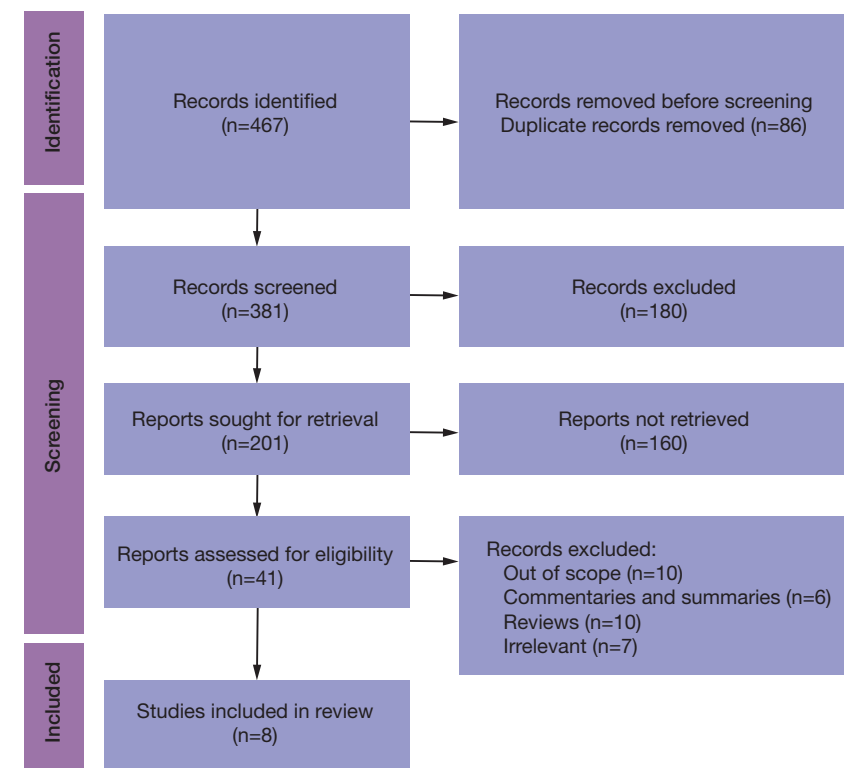 Identification
Records identified
(n=467)
Records removed before screening
Duplicate records removed (n=86)
Screening
Records screened
(n=381)
Records excluded
(n=180)
Reports sought for retrieval
(n=201)
Reports not retrieved
(n=160)
Reports assessed for eligibility
(n=41)
Records excluded:
Out of scope (n=10)
Commentaries and summaries (n=6)
Reviews (n=10)
Irrelevant (n=7)
Included
Studies included in review
(n=8)